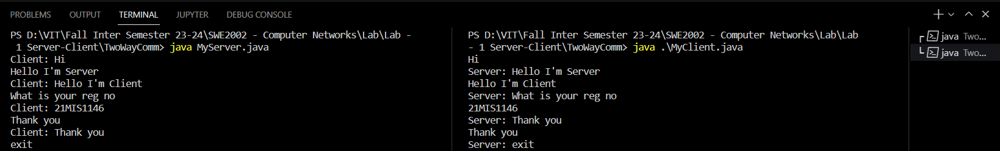 PROBLEMS OUTPUT TERMINAL JUPYTER DEBUG CONSOLE
PS D:\VIT\Fall Inter Semester 23-24\SWE2002 - Computer Networks\Lab\Lab -
1 Server-Client\TwoWayComm> java MyServer.java
Client: Hi
Hello I'm Server
Client: Hello I'm Client
What is your reg no
Client: 21MIS1146
Thank you
Client: Thank you
exit
PS D:\VIT\Fall Inter Semester 23-24\SWE2002 - Computer Networks\Lab\Lab
- 1 Server-Client\TwoWayComm> java .\MyClient.java
Hi
Server: Hello I'm Server
Hello I'm Client
Server: What is your reg no
21MIS1146
Server: Thank you
Thank you
Server: exit
java Two...
java Two...